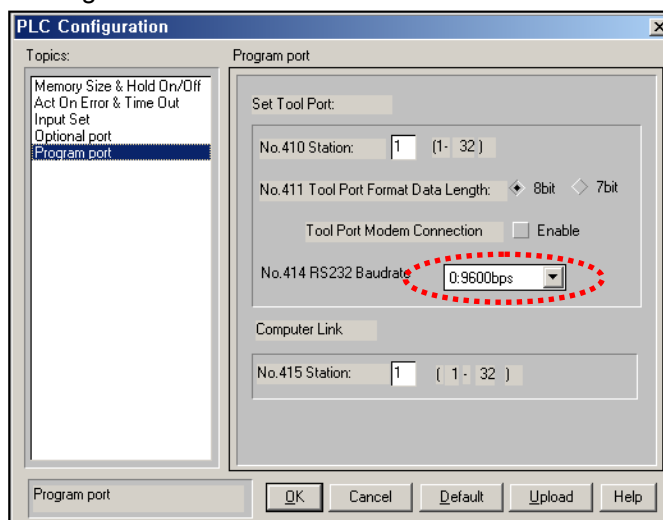 PLC Configuration
Topics:
Program port
Memory Size & Hold On/Off
Act On Error & Time Out
Input Set
Optional port
Program port
Set Tool Port:
No.410 Station: 1 (1- 32 )
No.411 Tool Port Format Data Length: 8bit 7bit
Tool Port Modem Connection Enable
No.414 RS232 Baudrate 0:9600bps
Computer Link
No.415 Station: 1 ( 1 - 32 )
Program port
OK Cancel Default Upload Help